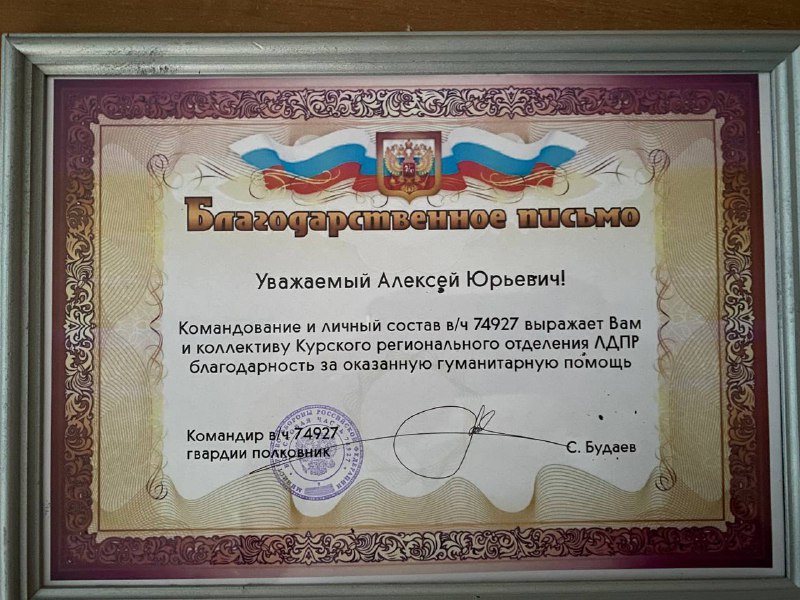 Благодарственное письмо
Уважаемый Алексей Юрьевич!
Командование и личный состав в/ч 74927 выражает Вам
и коллективу Курского регионального отделения ЛДПР
благодарность за оказанную гуманитарную помощь
Командир в/ч 74927
гвардии полковник
С. Будаев